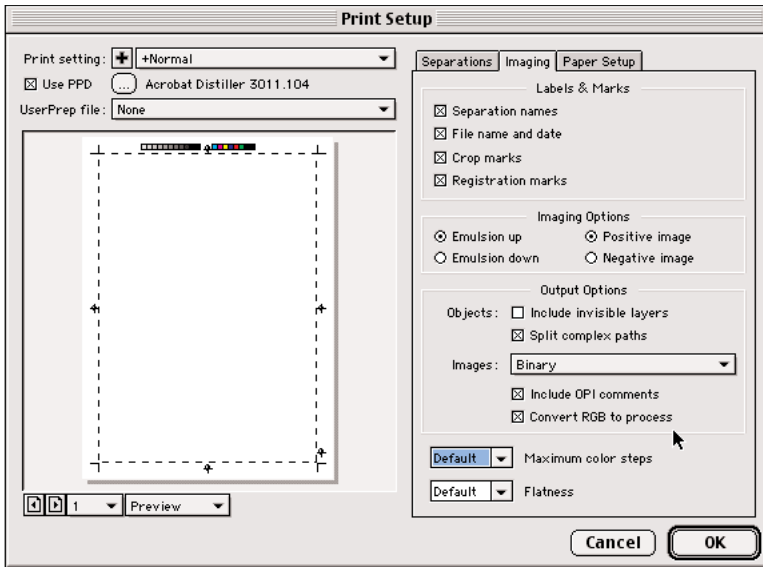 Print Setup
Print setting: +Normal
Use PPD ... Acrobat Distiller 3011.104
UserPrep file: None
1 Preview
Separations Imaging Paper Setup
Labels & Marks
Separation names
File name and date
Crop marks
Registration marks
Imaging Options
Emulsion up Positive image
Emulsion down Negative image
Output Options
Objects: Include invisible layers
Split complex paths
Images: Binary
Include OPI comments
Convert RGB to process
Default Maximum color steps
Default Flatness
Cancel OK